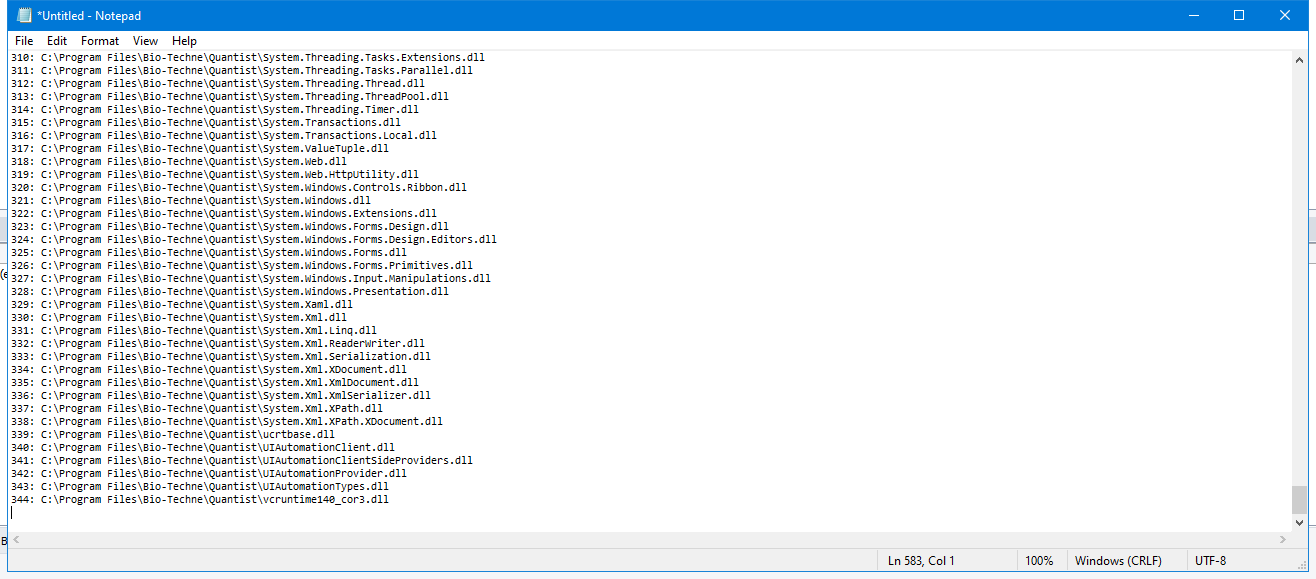 *Untitled - Notepad
File Edit Format View Help
310: C:\Program Files\Bio-Techne\Quantist\System.Threading.Tasks.Extensions.dll
311: C:\Program Files\Bio-Techne\Quantist\System.Threading.Tasks.Parallel.dll
312: C:\Program Files\Bio-Techne\Quantist\System.Threading.Thread.dll
313: C:\Program Files\Bio-Techne\Quantist\System.Threading.ThreadPool.dll
314: C:\Program Files\Bio-Techne\Quantist\System.Threading.Timer.dll
315: C:\Program Files\Bio-Techne\Quantist\System.Transactions.dll
316: C:\Program Files\Bio-Techne\Quantist\System.Transactions.Local.dll
317: C:\Program Files\Bio-Techne\Quantist\System.ValueTuple.dll
318: C:\Program Files\Bio-Techne\Quantist\System.Web.dll
319: C:\Program Files\Bio-Techne\Quantist\System.Web.HttpUtility.dll
320: C:\Program Files\Bio-Techne\Quantist\System.Windows.Controls.Ribbon.dll
321: C:\Program Files\Bio-Techne\Quantist\System.Windows.dll
322: C:\Program Files\Bio-Techne\Quantist\System.Windows.Extensions.dll
323: C:\Program Files\Bio-Techne\Quantist\System.Windows.Forms.Design.dll
324: C:\Program Files\Bio-Techne\Quantist\System.Windows.Forms.Design.Editors.dll
325: C:\Program Files\Bio-Techne\Quantist\System.Windows.Forms.dll
326: C:\Program Files\Bio-Techne\Quantist\System.Windows.Forms.Primitives.dll
327: C:\Program Files\Bio-Techne\Quantist\System.Windows.Input.Manipulations.dll
328: C:\Program Files\Bio-Techne\Quantist\System.Windows.Presentation.dll
329: C:\Program Files\Bio-Techne\Quantist\System.Xaml.dll
330: C:\Program Files\Bio-Techne\Quantist\System.Xml.dll
331: C:\Program Files\Bio-Techne\Quantist\System.Xml.Linq.dll
332: C:\Program Files\Bio-Techne\Quantist\System.Xml.ReaderWriter.dll
333: C:\Program Files\Bio-Techne\Quantist\System.Xml.Serialization.dll
334: C:\Program Files\Bio-Techne\Quantist\System.Xml.XDocument.dll
335: C:\Program Files\Bio-Techne\Quantist\System.Xml.XmlDocument.dll
336: C:\Program Files\Bio-Techne\Quantist\System.Xml.XmlSerializer.dll
337: C:\Program Files\Bio-Techne\Quantist\System.Xml.XPath.dll
338: C:\Program Files\Bio-Techne\Quantist\System.Xml.XPath.XDocument.dll
339: C:\Program Files\Bio-Techne\Quantist\ucrtbase.dll
340: C:\Program Files\Bio-Techne\Quantist\UIAutomationClient.dll
341: C:\Program Files\Bio-Techne\Quantist\UIAutomationClientSideProviders.dll
342: C:\Program Files\Bio-Techne\Quantist\UIAutomationProvider.dll
343: C:\Program Files\Bio-Techne\Quantist\UIAutomationTypes.dll
344: C:\Program Files\Bio-Techne\Quantist\vcruntime140_cor3.dll
Ln 583, Col 1 100% Windows (CRLF) UTF-8